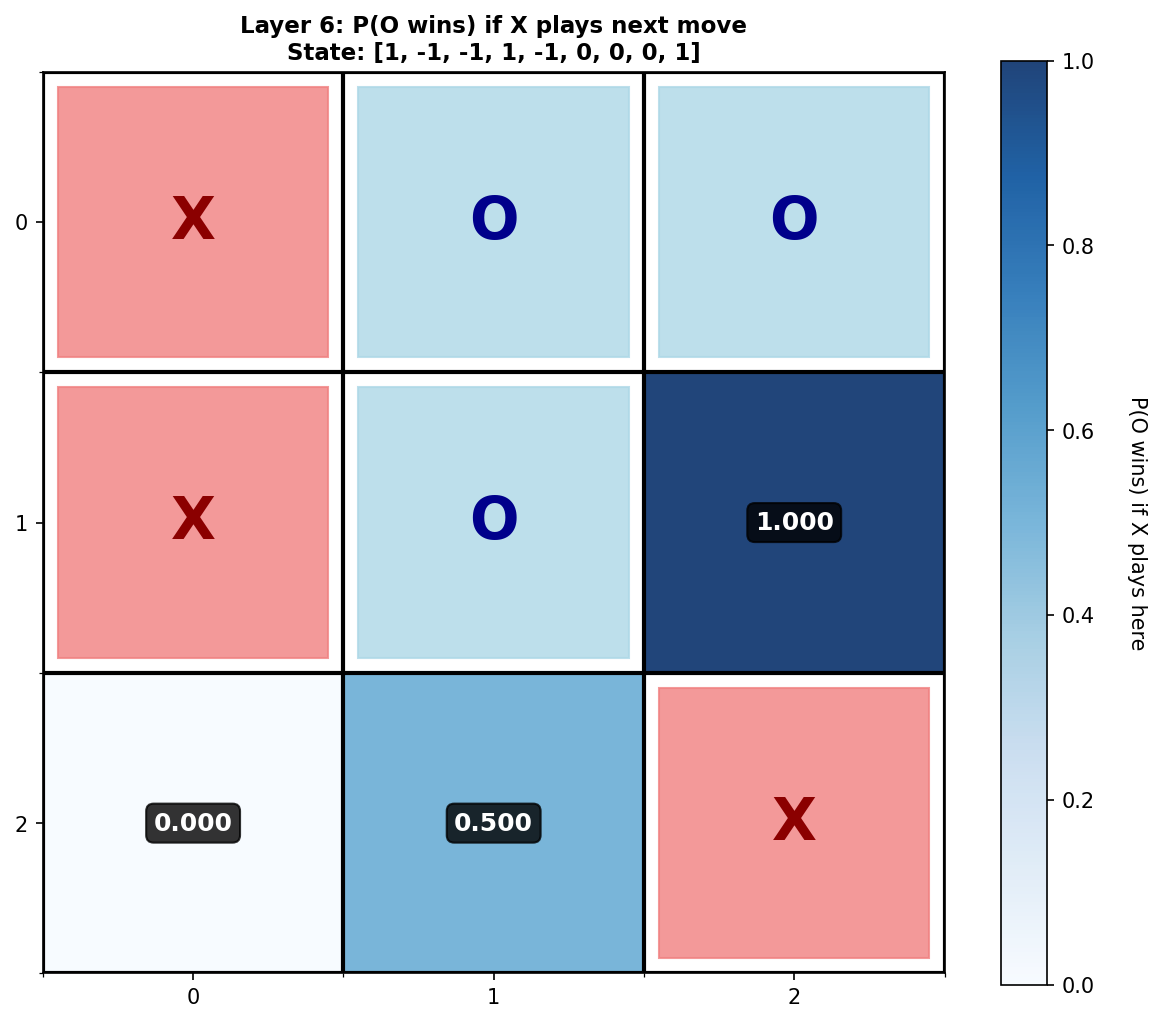 Layer 6: P(O wins) if X plays next move
State: [1, -1, -1, 1, -1, 0, 0, 0, 1]
0
X
O
O
1
X
O
1.000
2
0.000
0.500
X
0
1
2
1.0
0.8
0.6
0.4
0.2
0.0
P(O wins) if X plays here